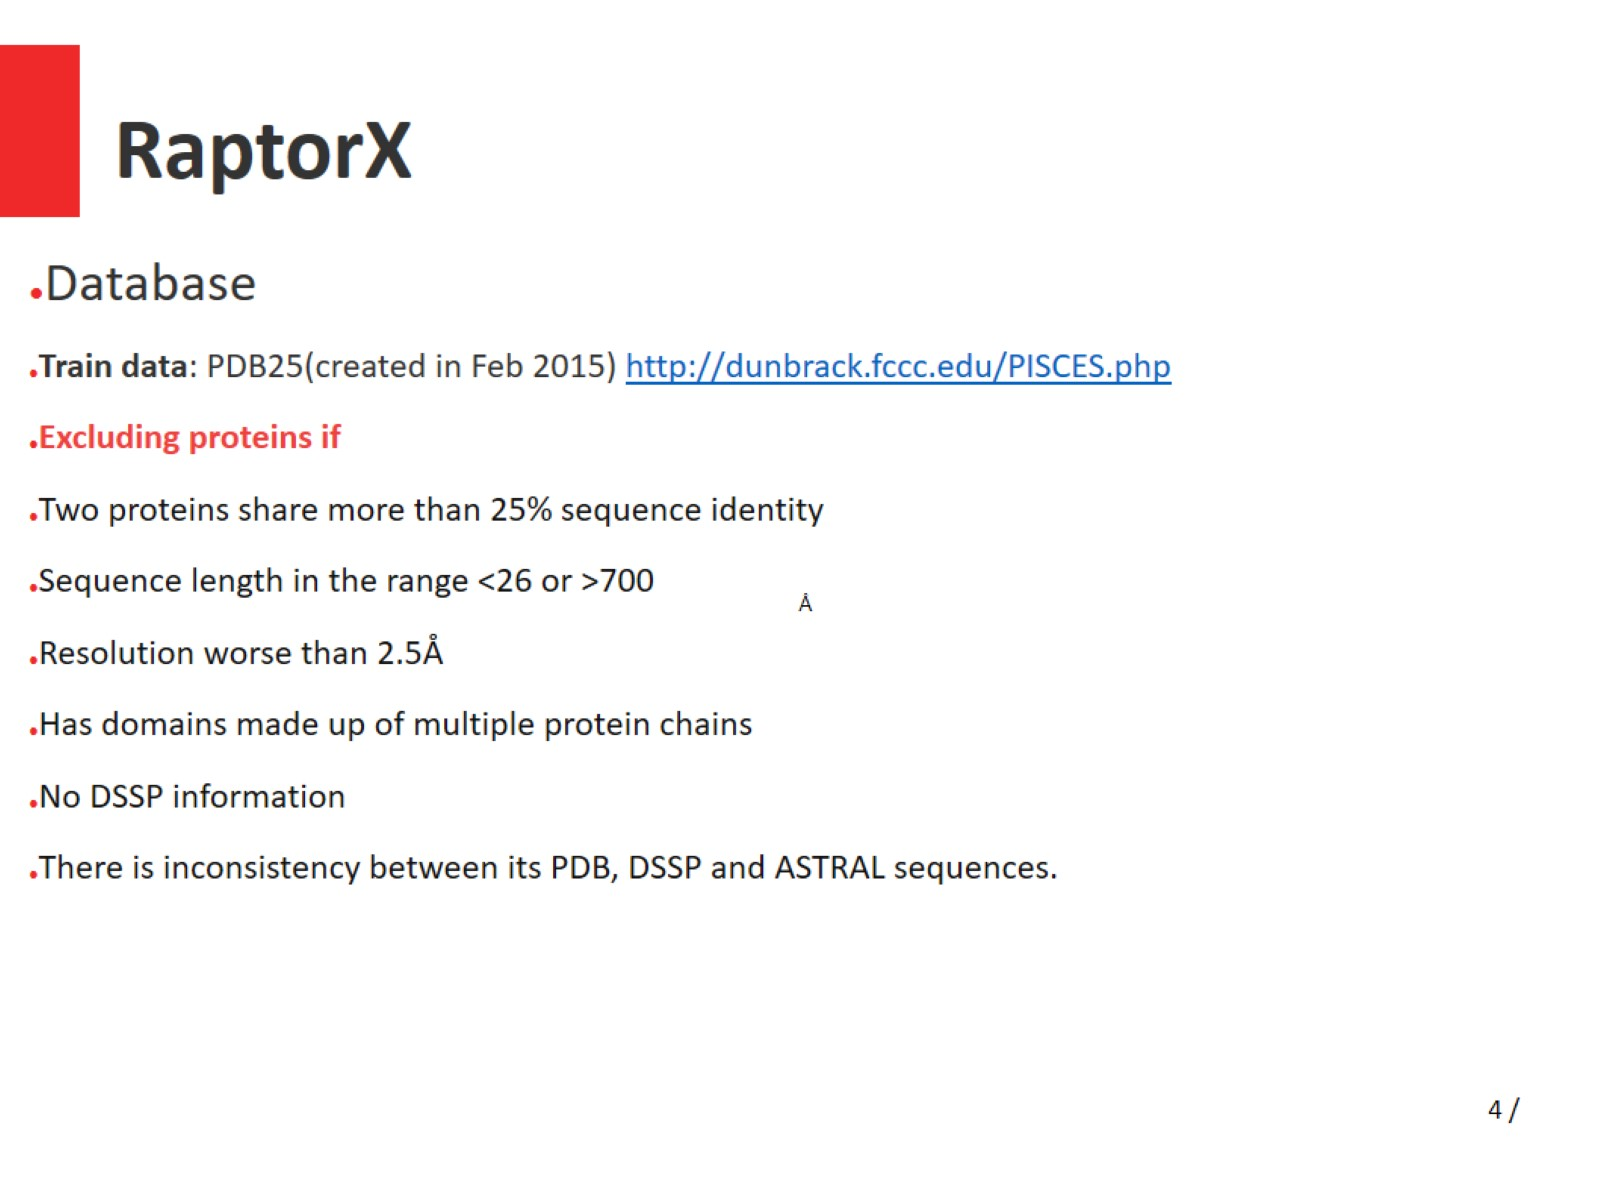 RaptorX
.Database
.Train data: PDB25(created in Feb 2015) http://dunbrack.fccc.edu/PISCES.php
.Excluding proteins if
.Two proteins share more than 25% sequence identity
.Sequence length in the range <26 or >700
Å
.Resolution worse than 2.5Å
.Has domains made up of multiple protein chains
.No DSSP information
.There is inconsistency between its PDB, DSSP and ASTRAL sequences.
4 /